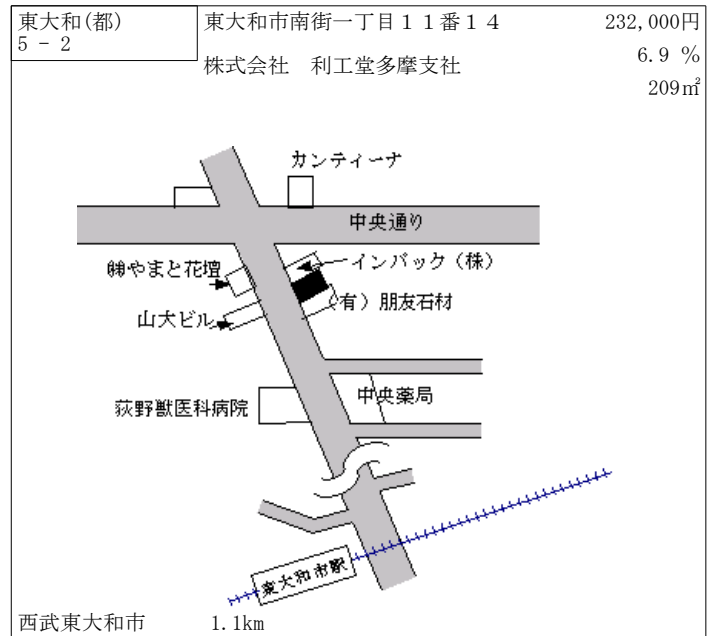 東大和(都)
5 － 2
東大和市南街一丁目１１番１４
株式会社　利工堂多摩支社
232,000円
6.9 %
209㎡
カンティーナ
中央通り
㈱やまと花壇
インパック（株）
（有）朋友石材
山大ビル
中央薬局
荻野獣医科病院
東大和市駅
西武東大和市
1.1km